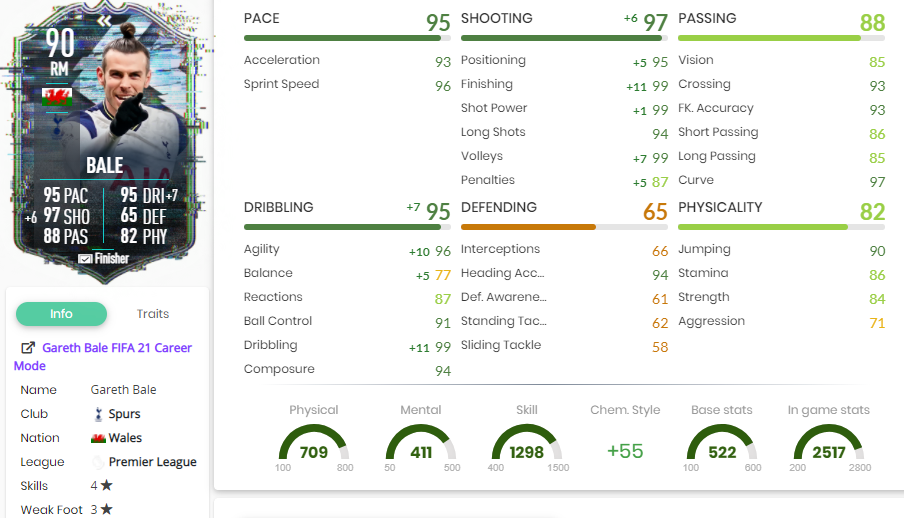 90
RM
BALE
95 PAC 95 DRI+7
+6 97 SHO 65 DEF
88 PAS 82 PHY
Finisher
Info Traits
Gareth Bale FIFA 21 Career
Mode
Name Gareth Bale
Club Spurs
Nation Wales
League Premier League
Skills 4★
Weak Foot 3★
PACE 95
Acceleration 93
Sprint Speed 96
SHOOTING +6 97
Positioning +5 95
Finishing +11 99
Shot Power +1 99
Long Shots 94
Volleys +7 99
Penalties +5 87
PASSING 88
Vision 85
Crossing 93
FK. Accuracy 93
Short Passing 86
Long Passing 85
Curve 97
DRIBBLING +7 95
Agility +10 96
Balance +5 77
Reactions 87
Ball Control 91
Dribbling +11 99
Composure 94
DEFENDING 65
Interceptions 66
Heading Acc... 94
Def. Awarene... 61
Standing Tac... 62
Sliding Tackle 58
PHYSICALITY 82
Jumping 90
Stamina 86
Strength 84
Aggression 71
Physical Mental Skill Chem. Style Base stats In game stats
709 411 1298 +55 522 2517
100 800 50 500 400 1500 100 600 200 2800